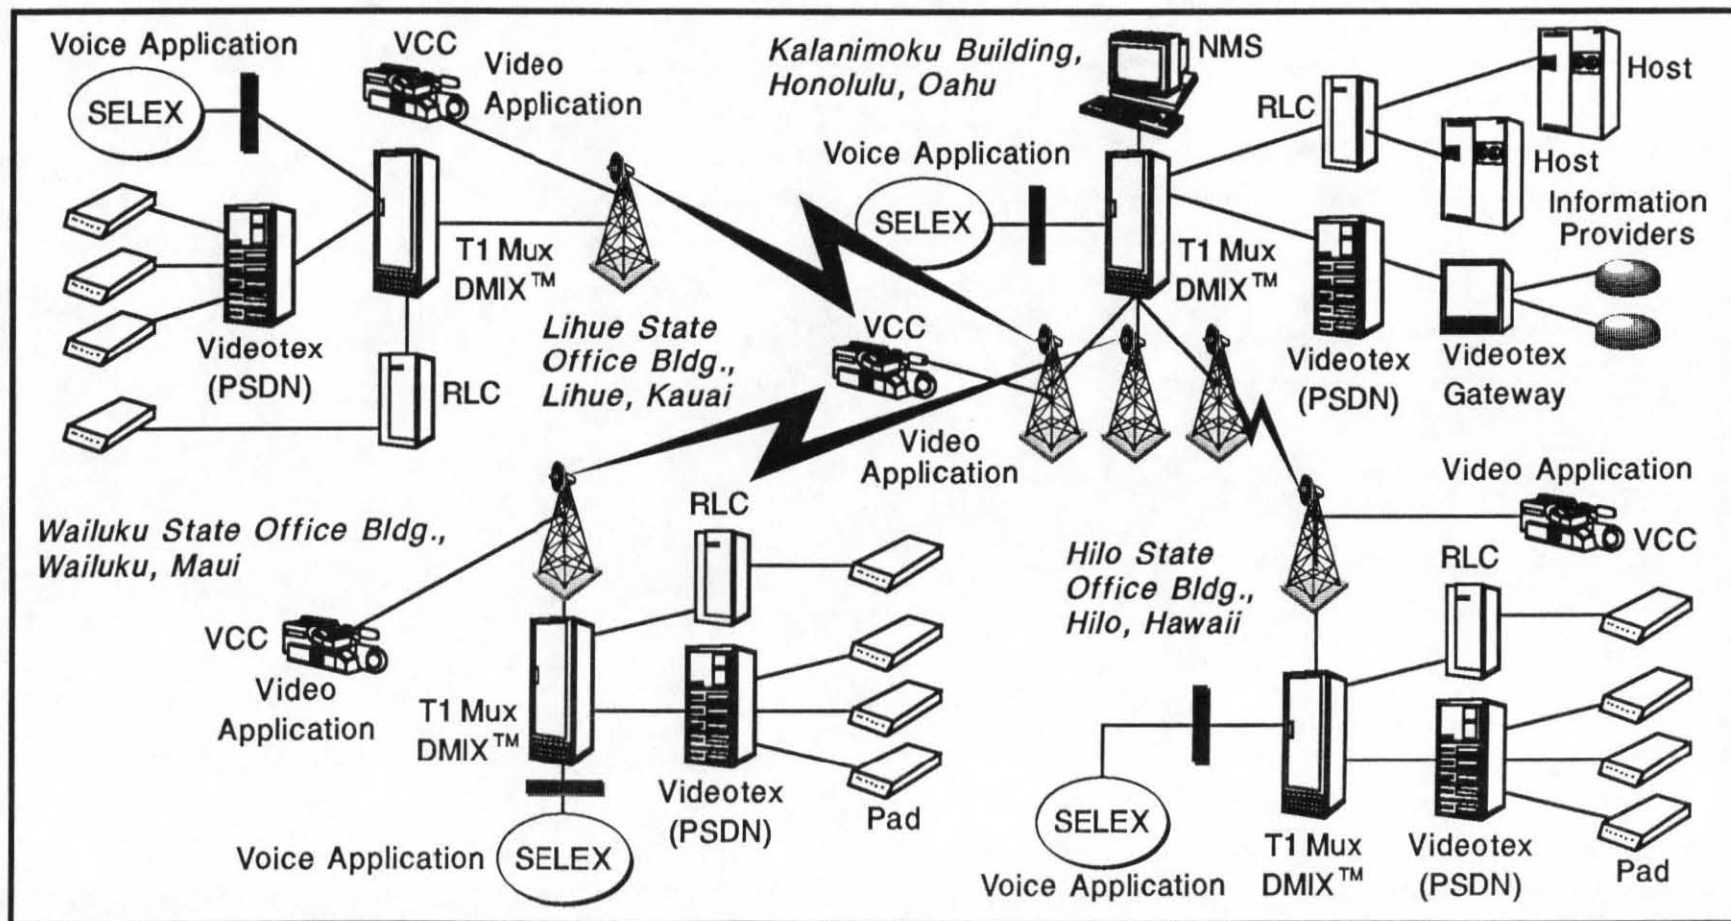 Voice Application
SELEX
VCC
Video
Application
T1 Mux
DMIX™
Videotex
(PSDN)
RLC
Lihue State
Office Bldg.,
Lihue, Kauai
Kalanimoku Building,
Honolulu, Oahu
NMS
Voice Application
SELEX
T1 Mux
DMIX™
RLC
Host
Host
Information
Providers
Videotex
(PSDN)
Videotex
Gateway
VCC
Video
Application
Wailuku State Office Bldg.,
Wailuku, Maui
VCC
Video
Application
RLC
T1 Mux
DMIX™
Videotex
(PSDN)
Pad
Voice Application
SELEX
Hilo State
Office Bldg.,
Hilo, Hawaii
Video Application
VCC
RLC
SELEX
Voice Application
T1 Mux
DMIX™
Videotex
(PSDN)
Pad